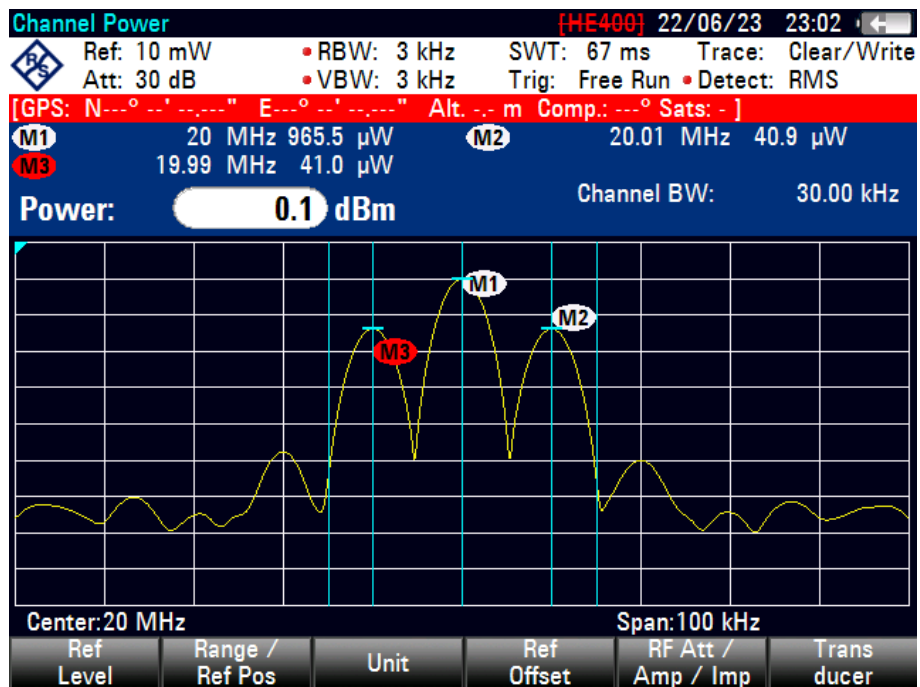 Channel Power [HE400] 22/06/23 23:02
R&S Ref: 10 mW • RBW: 3 kHz SWT: 67 ms Trace: Clear/Write
Att: 30 dB • VBW: 3 kHz Trig: Free Run • Detect: RMS
[GPS: N---° --' --.---" E---° --' --.---" Alt. -.- m Comp.: ---° Sats: - ]
M1 20 MHz 965.5 µW M2 20.01 MHz 40.9 µW
M3 19.99 MHz 41.0 µW
Channel BW: 30.00 kHz
Power: 0.1 dBm
M1
M2
M3
Center:20 MHz Span:100 kHz
Ref Level Range / Ref Pos Unit Ref Offset RF Att / Amp / Imp Trans ducer